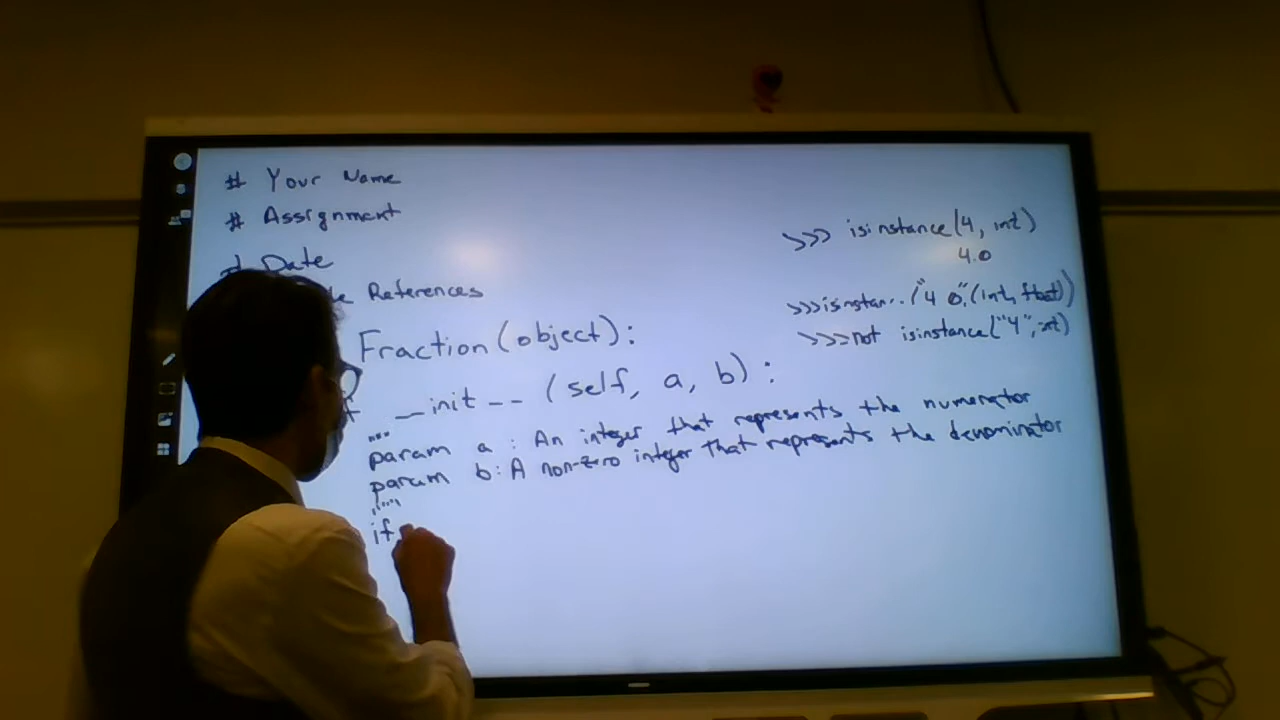 # Your Name
# Assignment
# Date
References
Fraction(object):
__init__(self, a, b):
"""
param a: An integer that represents the numerator
param b: A non-zero integer that represents the denominator
"""
if
>>> isinstance(4, int)
4.0
>>>isinstan..("4 0",(int, float))
>>>not isinstance("4",int)